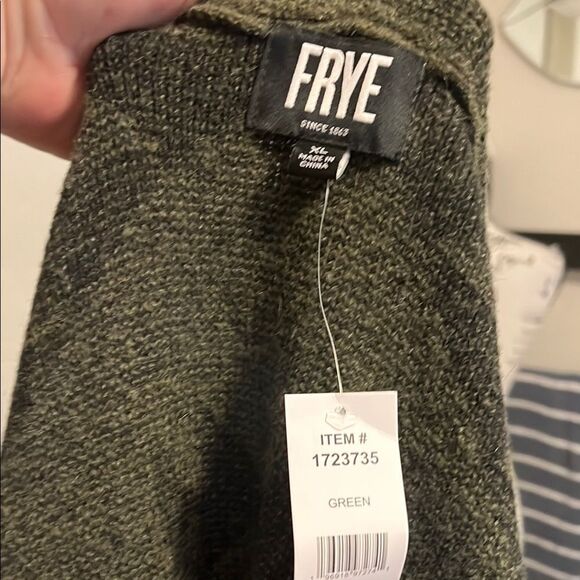 FRYE
SINCE 1863
XL
MADE IN
CHINA
ITEM #
1723735
GREEN